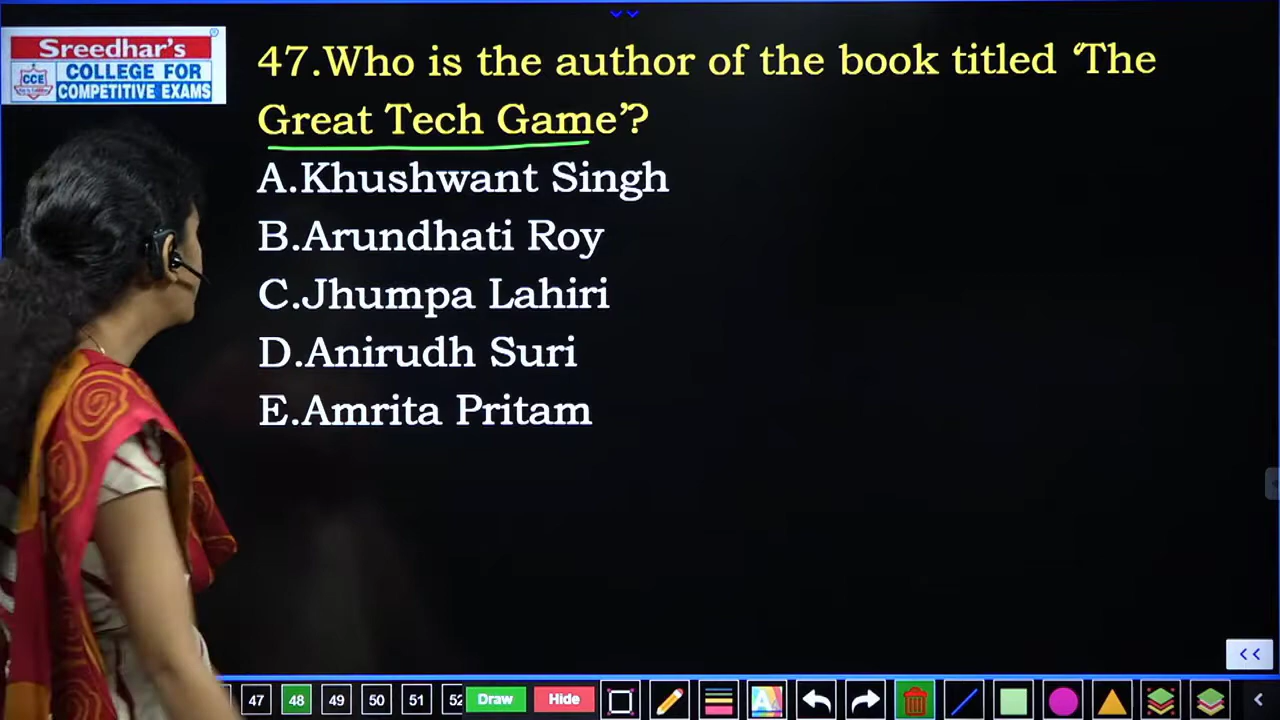 Sreedhar's
CCE
COLLEGE FOR
COMPETITIVE EXAMS
47.Who is the author of the book titled ‘The
Great Tech Game’?
A.Khushwant Singh
B.Arundhati Roy
C.Jhumpa Lahiri
D.Anirudh Suri
E.Amrita Pritam
<<
47 48 49 50 51 52 Draw Hide A